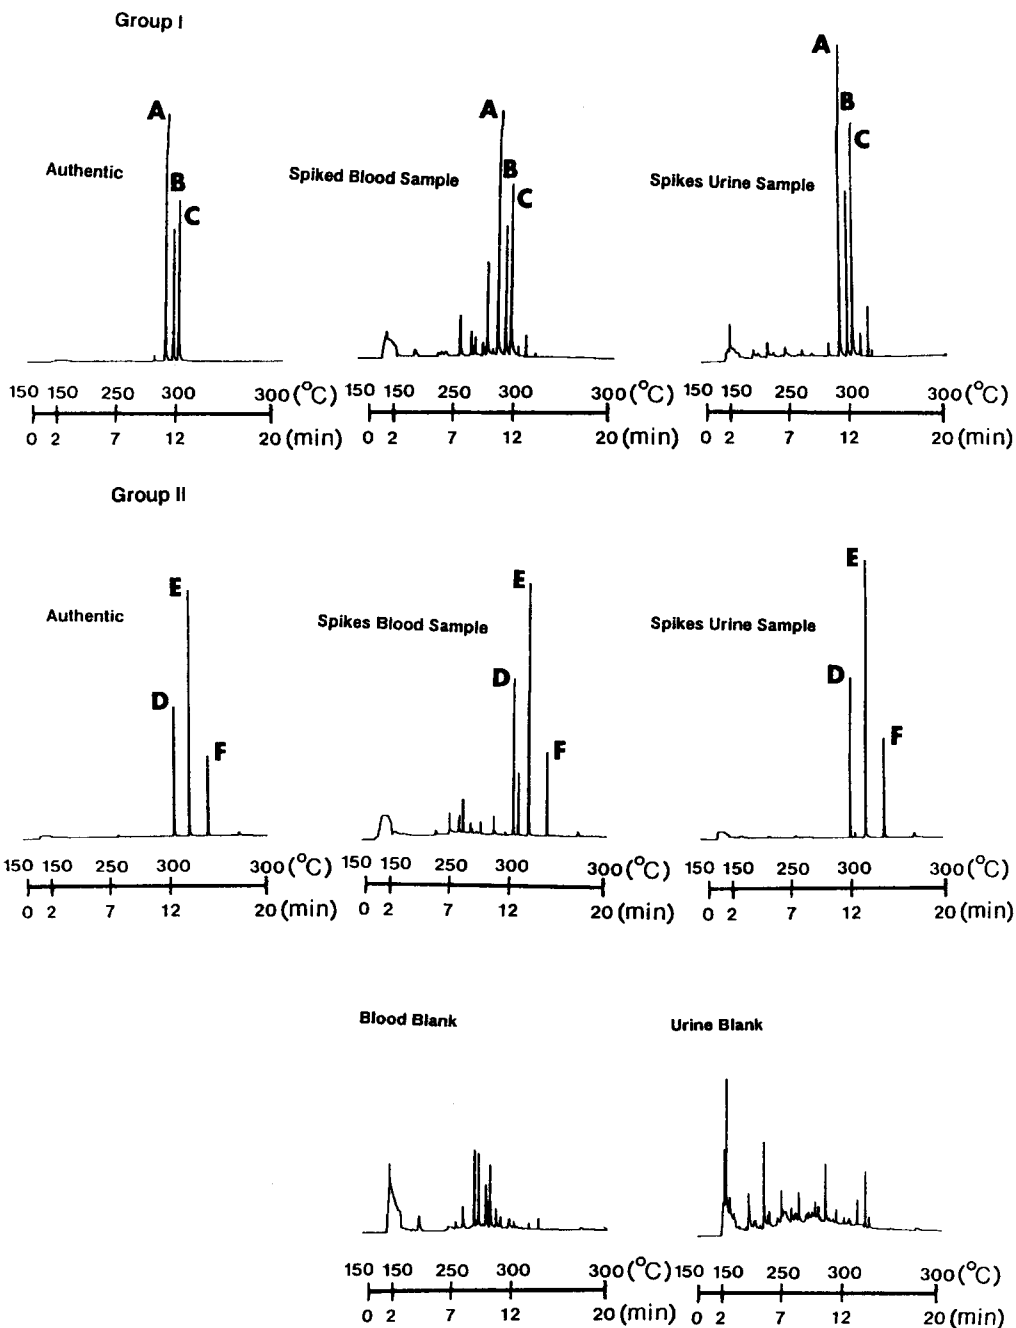 Group I
A
B
C
Authentic
150 150 250 300 300 (°C)
0 2 7 12 20 (min)
A
B
C
Spiked Blood Sample
150 150 250 300 300 (°C)
0 2 7 12 20 (min)
A
B
C
Spikes Urine Sample
150 150 250 300 300 (°C)
0 2 7 12 20 (min)
Group II
E
D
F
Authentic
150 150 250 300 300 (°C)
0 2 7 12 20 (min)
E
D
F
Spikes Blood Sample
150 150 250 300 300 (°C)
0 2 7 12 20 (min)
E
D
F
Spikes Urine Sample
150 150 250 300 300 (°C)
0 2 7 12 20 (min)
Blood Blank
150 150 250 300 300 (°C)
0 2 7 12 20 (min)
Urine Blank
150 150 250 300 300 (°C)
0 2 7 12 20 (min)